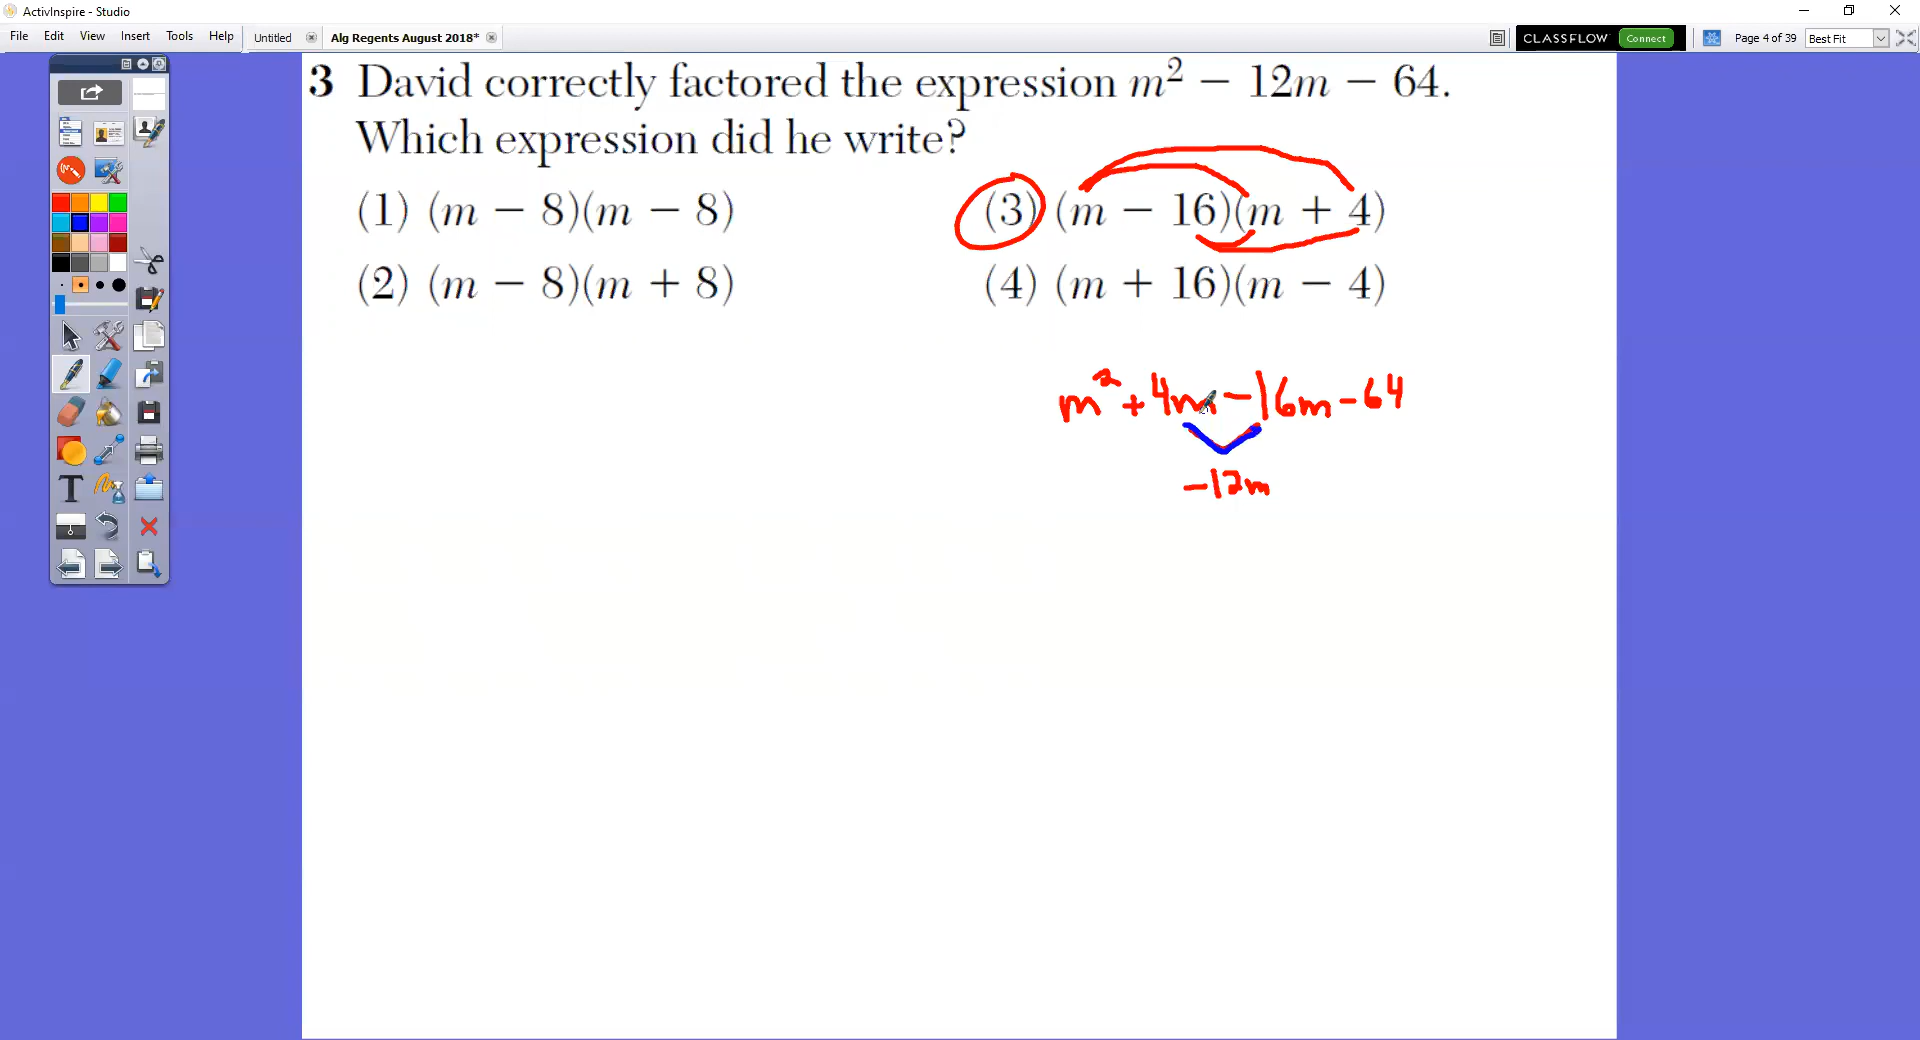 ActivInspire - Studio
File Edit View Insert Tools Help
Untitled
Alg Regents August 2018*
CLASSFLOW Connect
Page 4 of 39
Best Fit
3 David correctly factored the expression m² − 12m − 64.
Which expression did he write?
(1) (m − 8)(m − 8)
(3) (m − 16)(m + 4)
(2) (m − 8)(m + 8)
(4) (m + 16)(m − 4)
m² + 4m − 16m − 64
−12m